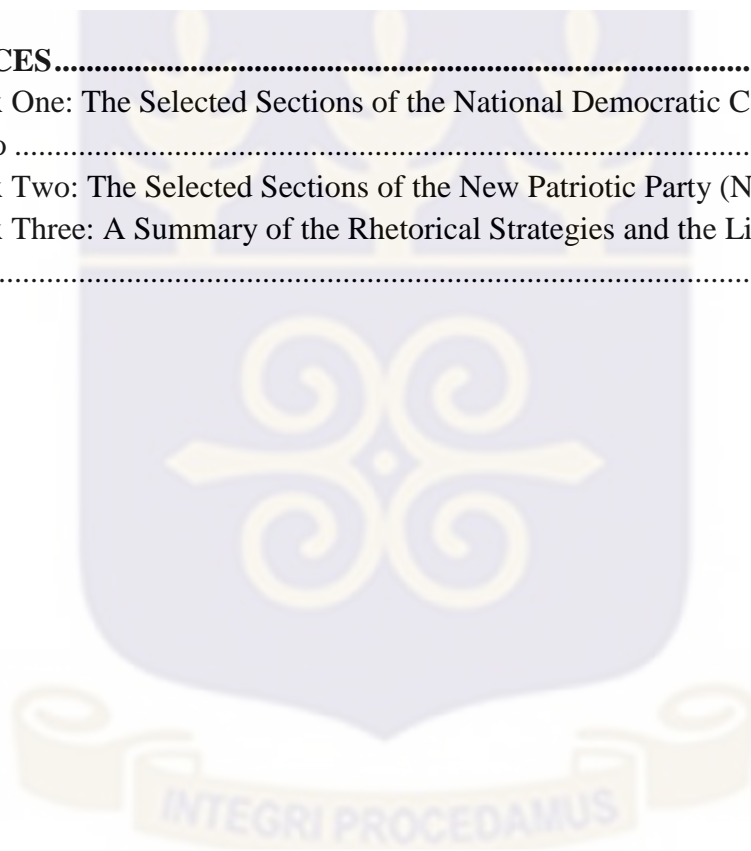 CES..........................................................................................
One: The Selected Sections of the National Democratic C
o ..........................................................................................
Two: The Selected Sections of the New Patriotic Party (N
Three: A Summary of the Rhetorical Strategies and the Li
..........................................................................................
INTEGRI PROCEDAMUS